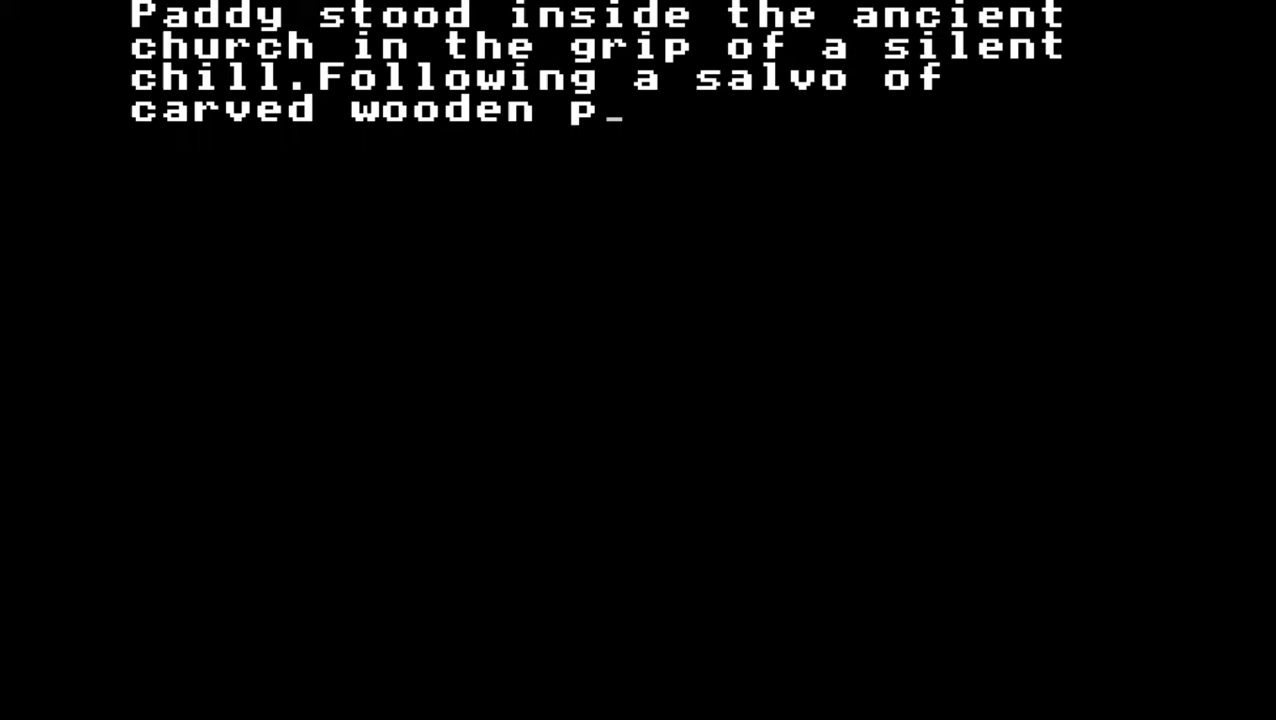 Paddy stood inside the ancient
church in the grip of a silent
chill.Following a salvo of
carved wooden p_